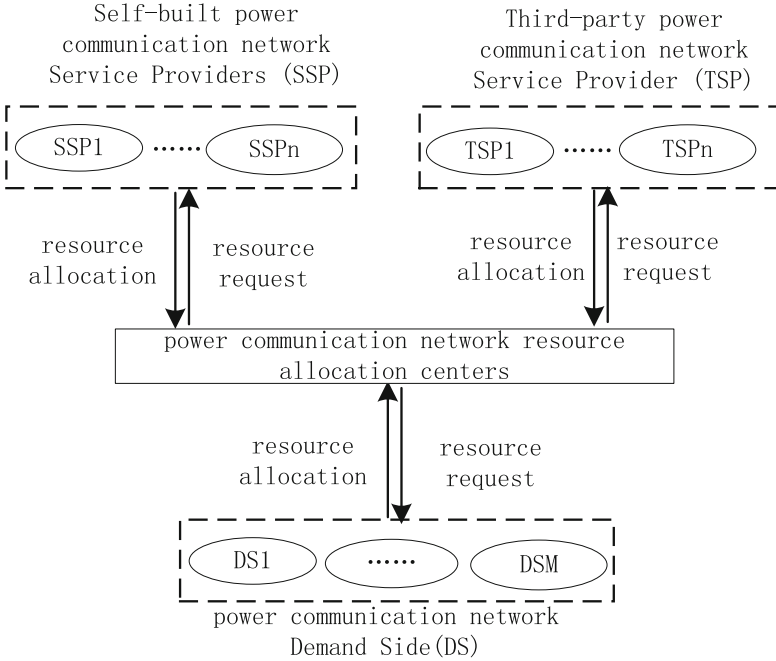 Self-built power
communication network
Service Providers (SSP)
Third-party power
communication network
Service Provider (TSP)
SSP1 ...... SSPn
TSP1 ...... TSPn
resource
allocation
resource
request
resource
allocation
resource
request
power communication network resource
allocation centers
resource
allocation
resource
request
DS1 ...... DSM
power communication network
Demand Side(DS)